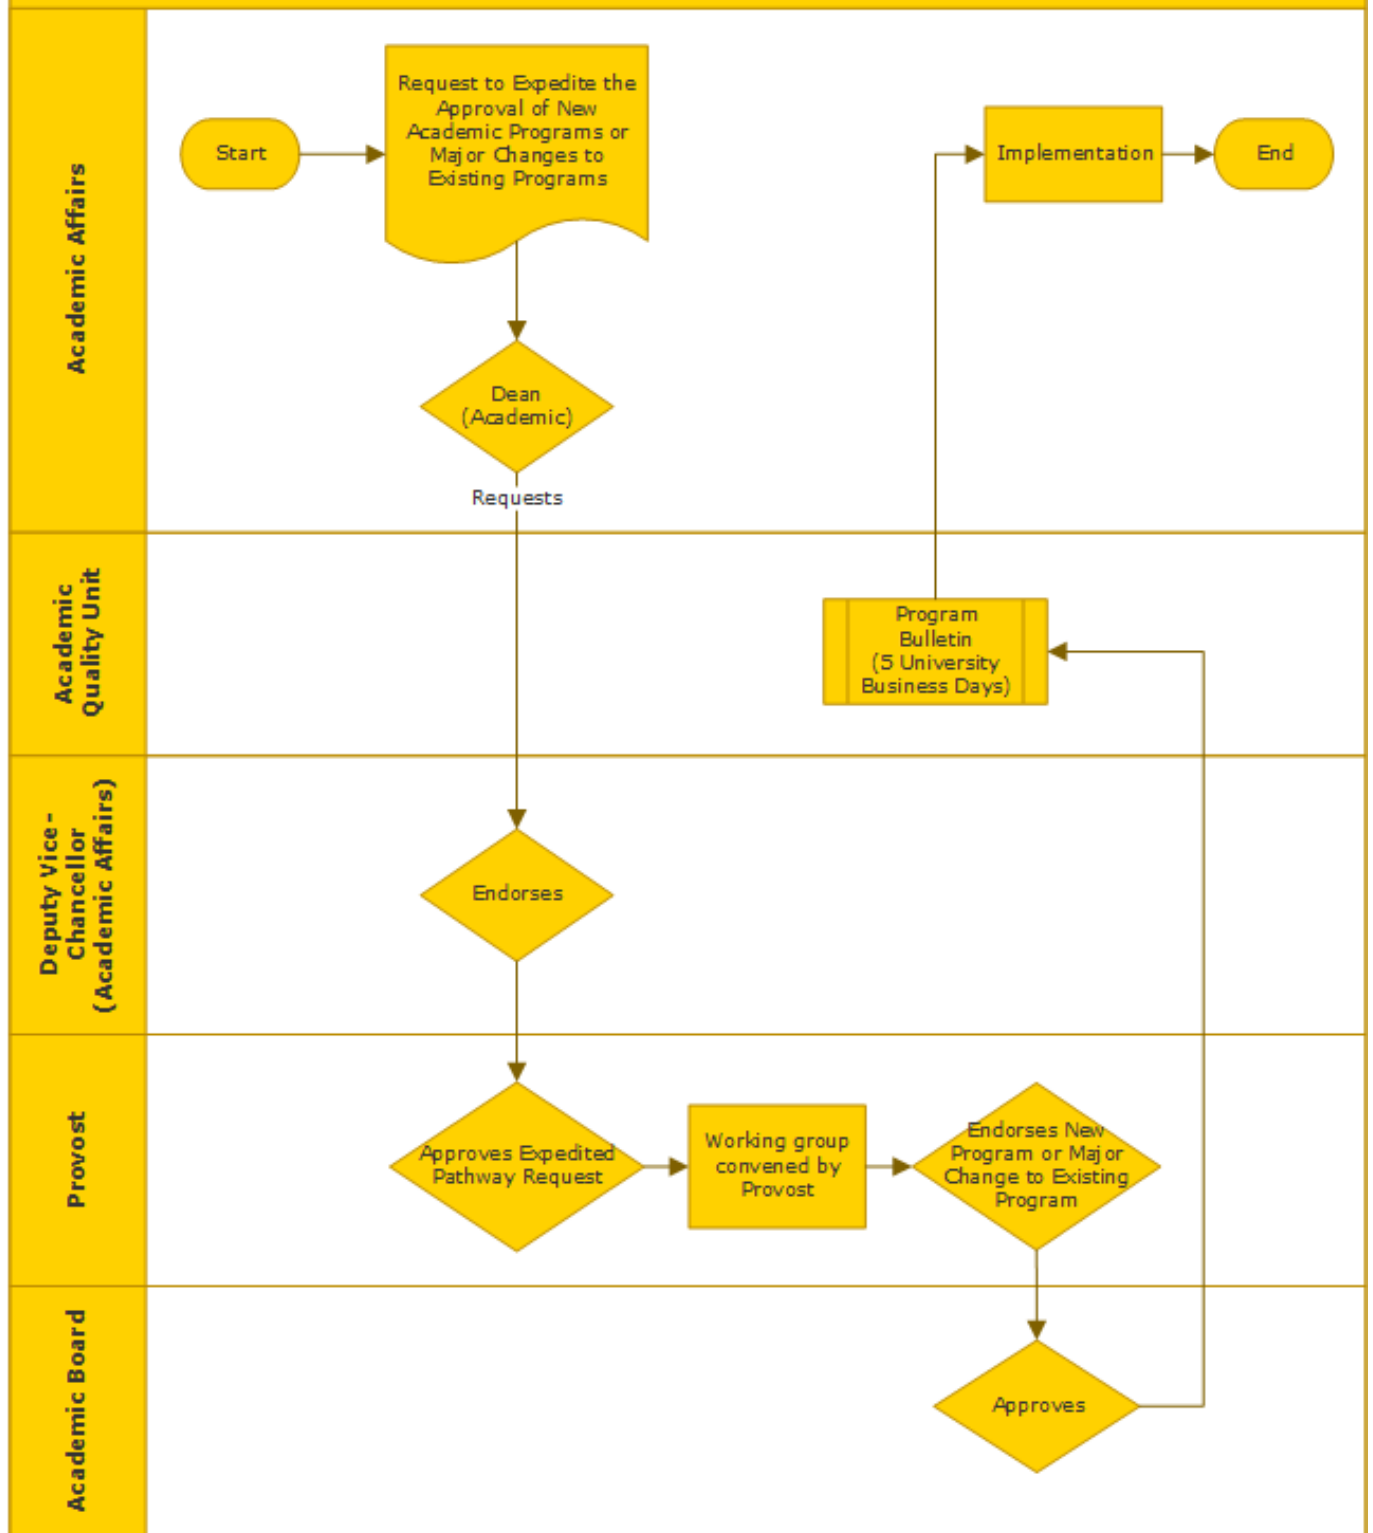 Academic Affairs
Start
Request to Expedite the
Approval of New
Academic Programs or
Major Changes to
Existing Programs
Implementation
End
Dean
(Academic)
Requests
Academic
Quality Unit
Program
Bulletin
(5 University
Business Days)
Deputy Vice-
Chancellor
(Academic Affairs)
Endorses
Provost
Approves Expedited
Pathway Request
Working group
convened by
Provost
Endorses New
Program or Major
Change to Existing
Program
Academic Board
Approves